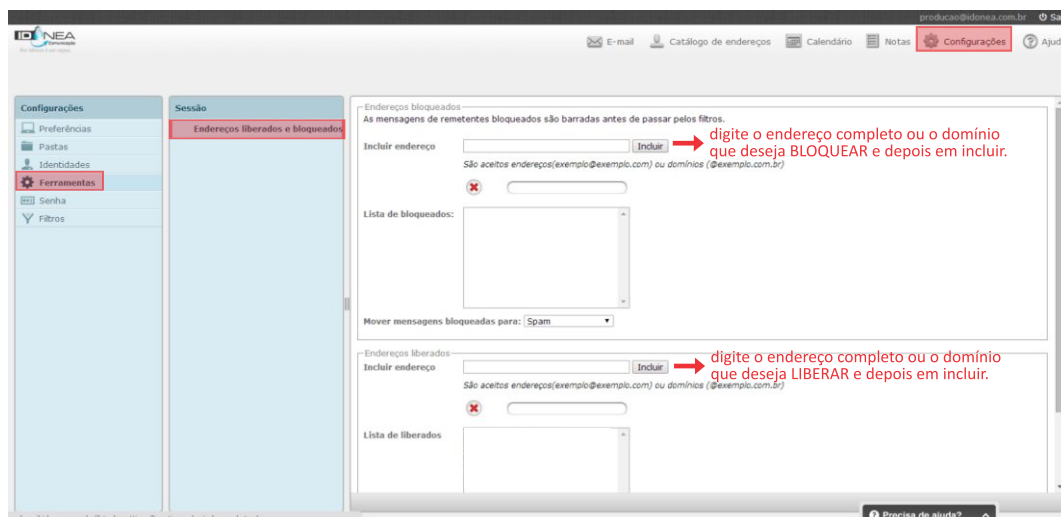 producao@idonea.com.br
IDONEA
Comunicação
E-mail
Catálogo de endereços
Calendário
Notas
Configurações
Ajud
Configurações
Preferências
Pastas
Identidades
Ferramentas
Senha
Filtros
Sessão
Endereços liberados e bloqueados
Endereços bloqueados
As mensagens de remetentes bloqueados são barradas antes de passar pelos filtros.
Incluir endereço
Incluir
digite o endereço completo ou o domínio
que deseja BLOQUEAR e depois em incluir.
São aceitos endereços(exemplo@exemplo.com) ou domínios (@exemplo.com.br)
Lista de bloqueados:
Mover mensagens bloqueadas para: Spam
Endereços liberados
Incluir endereço
Incluir
digite o endereço completo ou o domínio
que deseja LIBERAR e depois em incluir.
São aceitos endereços(exemplo@exemplo.com) ou domínios (@exemplo.com.br)
Lista de liberados
Precisa de ajuda?